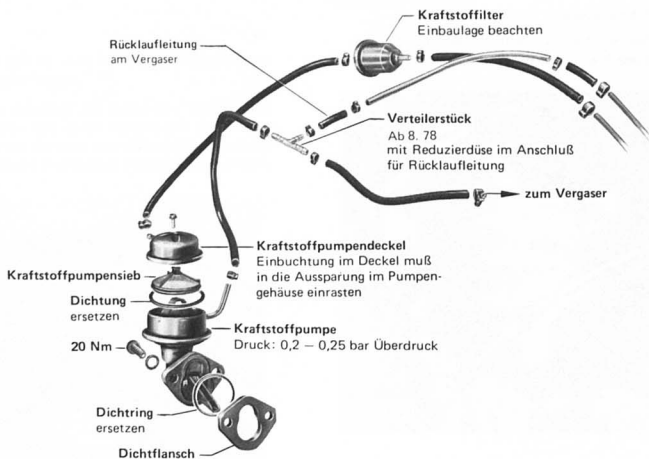 Kraftstoffilter
Einbaulage beachten
Rücklaufleitung
am Vergaser
Verteilerstück
Ab 8. 78
mit Reduzierdüse im Anschluß
für Rücklaufleitung
zum Vergaser
Kraftstoffpumpendeckel
Einbuchtung im Deckel muß
in die Aussparung im Pumpen-
gehäuse einrasten
Kraftstoffpumpensieb
Dichtung
ersetzen
Kraftstoffpumpe
Druck: 0,2 – 0,25 bar Überdruck
20 Nm
Dichtring
ersetzen
Dichtflansch